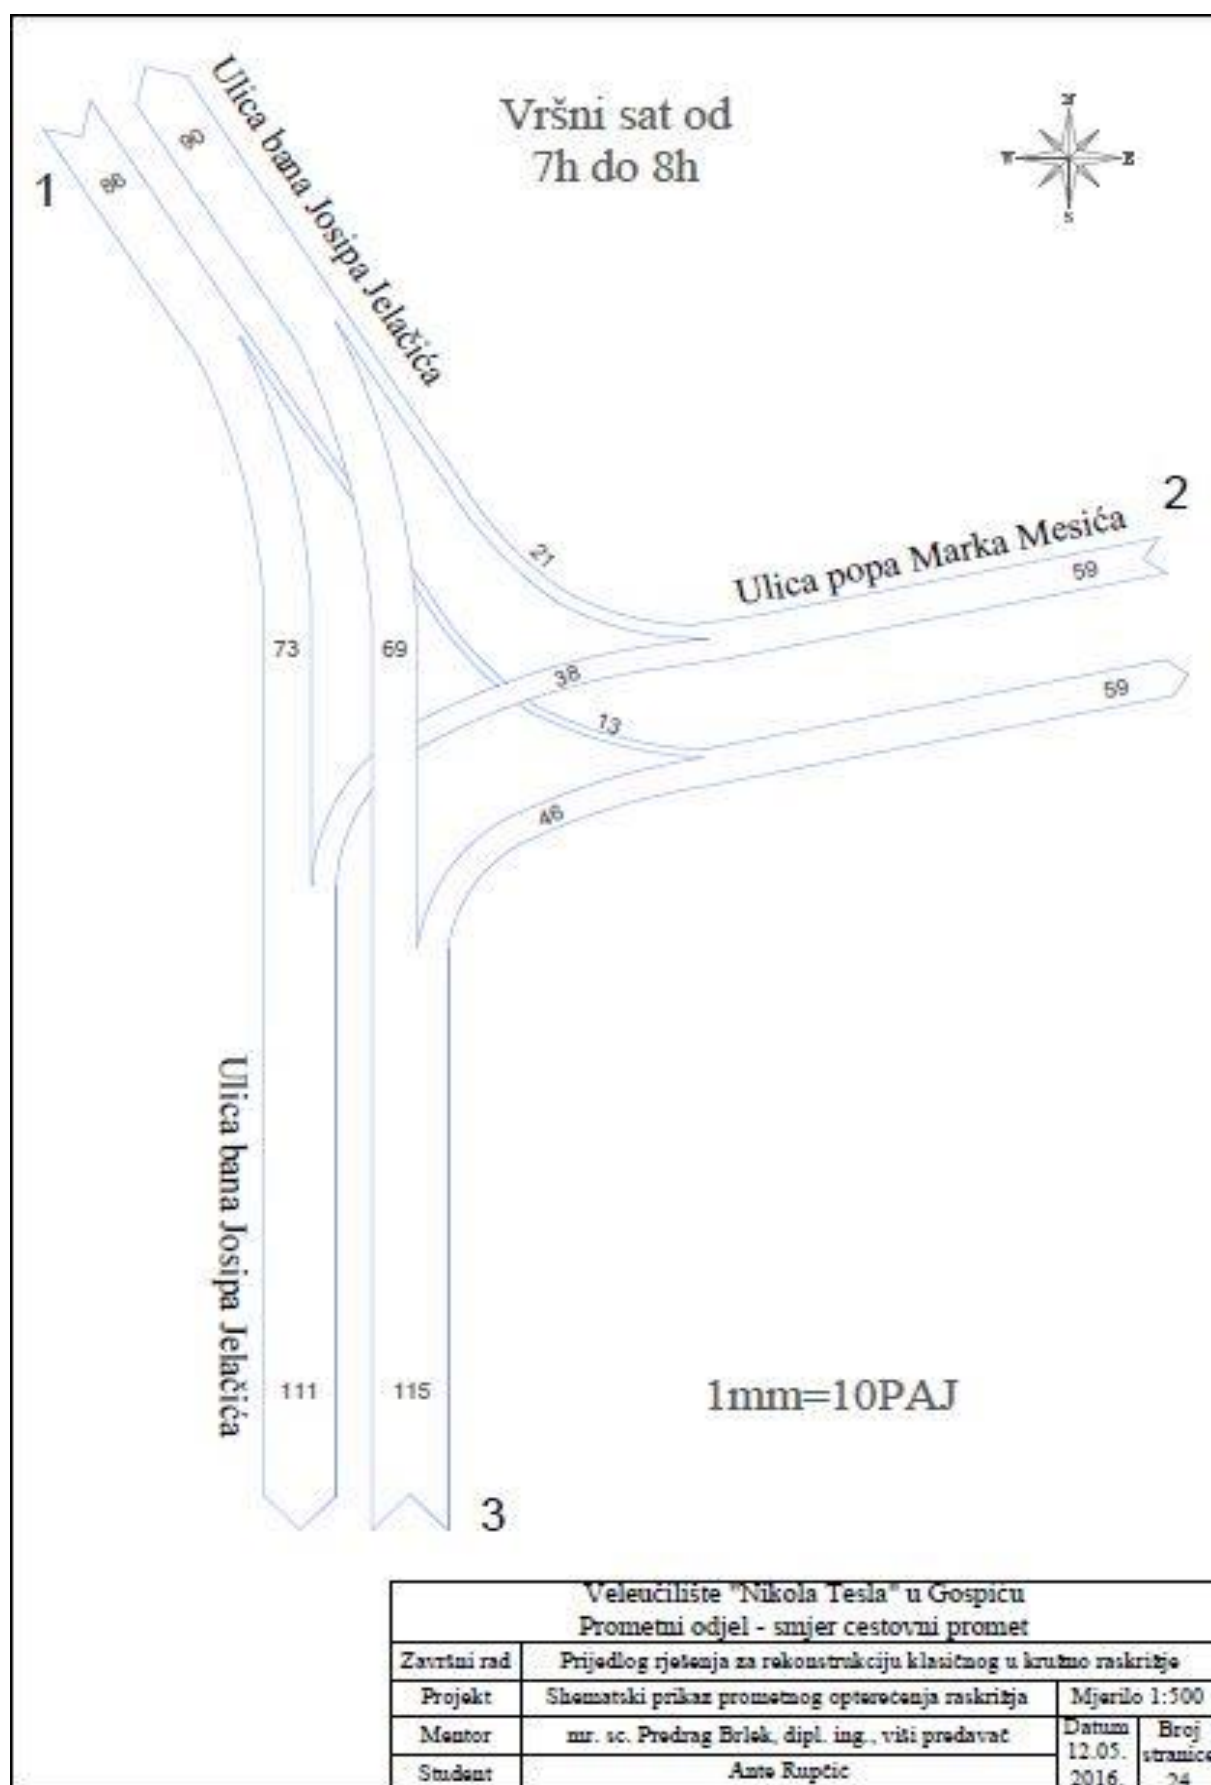 Vršni sat od
7h do 8h
N
W
E
S
1
86
90
Ulica bana Josipa Jelačića
2
Ulica popa Marka Mesića
59
21
73
69
38
59
13
46
Ulica bana Josipa Jelačića
111
115
1mm=10PAJ
3
Veleučilište "Nikola Tesla" u Gospiću
Prometni odjel - smjer cestovni promet
Završni rad
Prijedlog rješenja za rekonstrukciju klasičnog u kružno raskrižje
Projekt
Shematski prikaz prometnog opterećenja raskrižja
Mjerilo 1:500
Mentor
mr. sc. Predrag Brlek, dipl. ing., viši predavač
Datum
12.05.
2016.
Broj
stranice
24
Student
Ante Rupčić